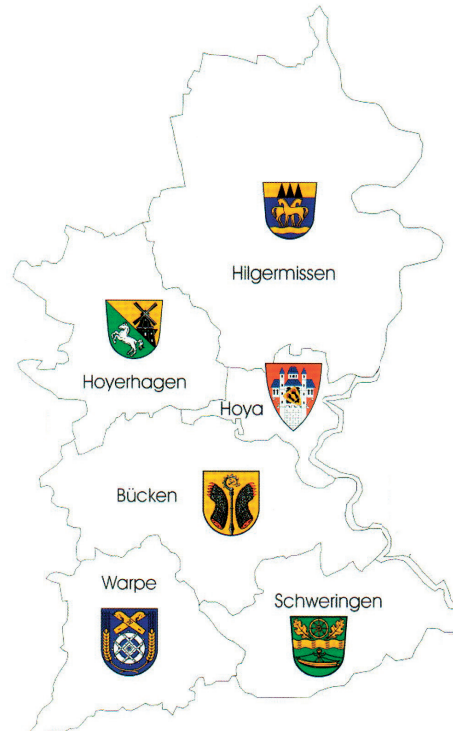 Hilgermissen
Hoyerhagen
Hoya
Bücken
Warpe
Schweringen